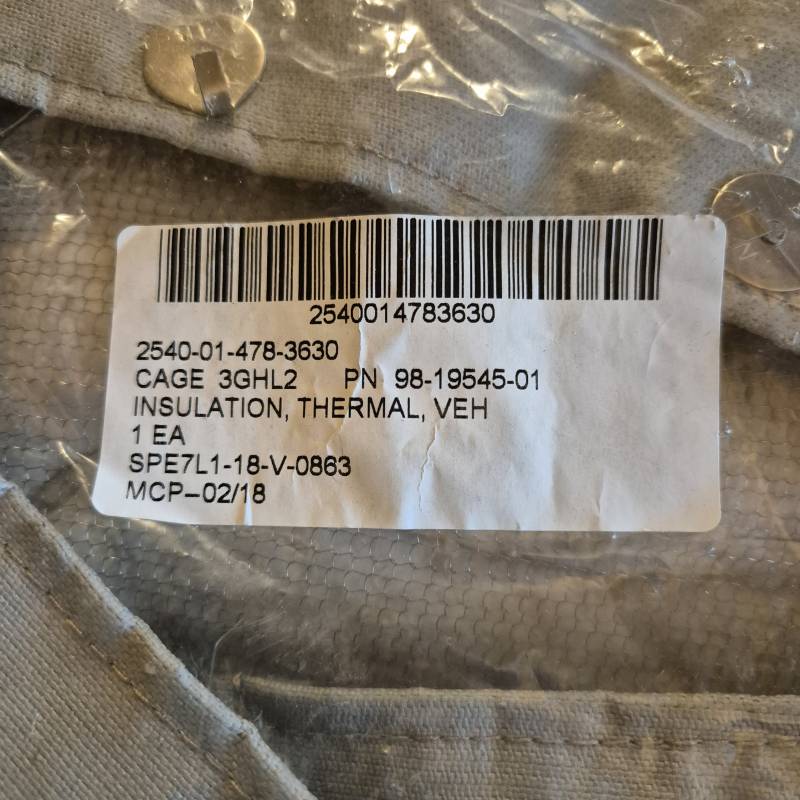 2540014783630
2540-01-478-3630
CAGE 3GHL2 PN 98-19545-01
INSULATION, THERMAL, VEH
1 EA
SPE7L1-18-V-0863
MCP-02/18